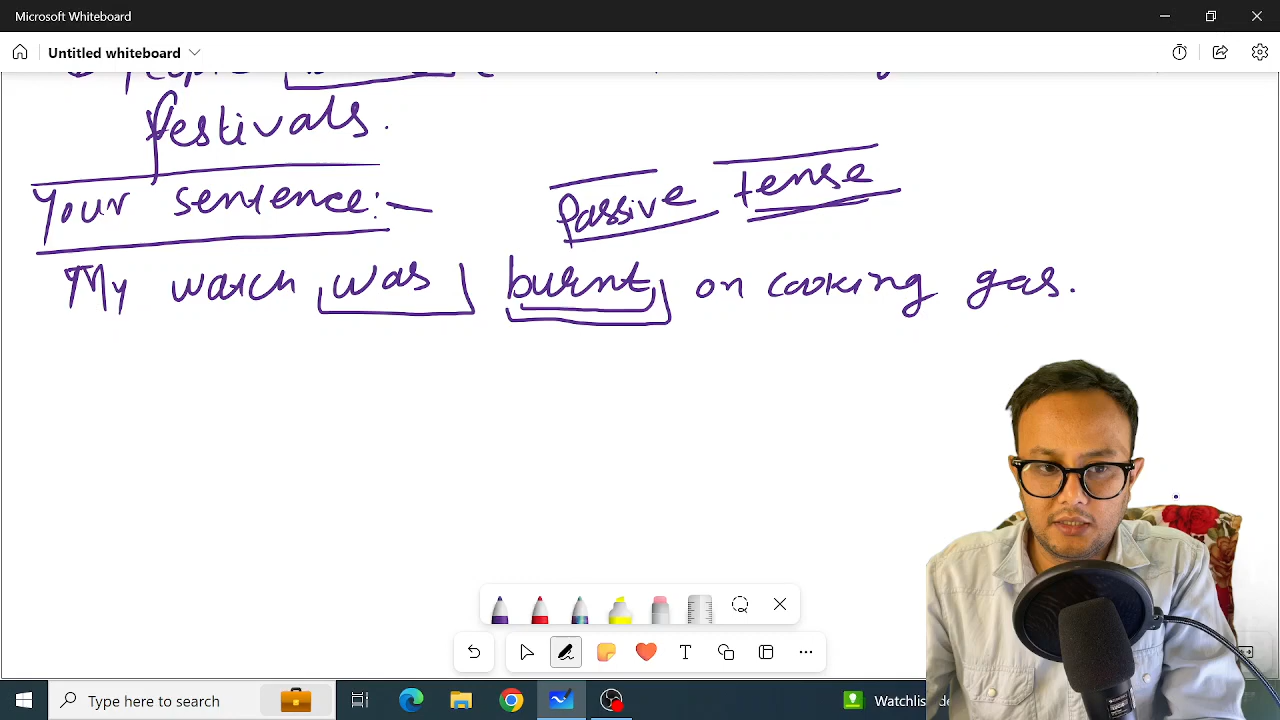 Microsoft Whiteboard
Untitled whiteboard
festivals.
Your sentence:-
Passive tense
My watch was burnt on cooking gas.
T
Type here to search
Watchlis